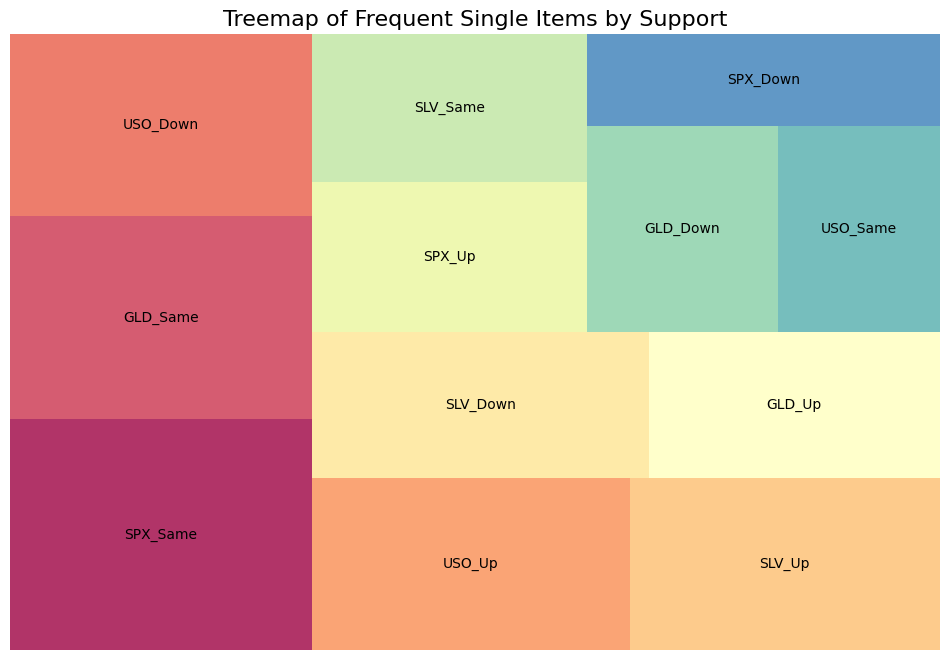 Treemap of Frequent Single Items by Support
SPX_Down
SLV_Same
USO_Down
GLD_Down
USO_Same
SPX_Up
GLD_Same
SLV_Down
GLD_Up
SPX_Same
USO_Up
SLV_Up